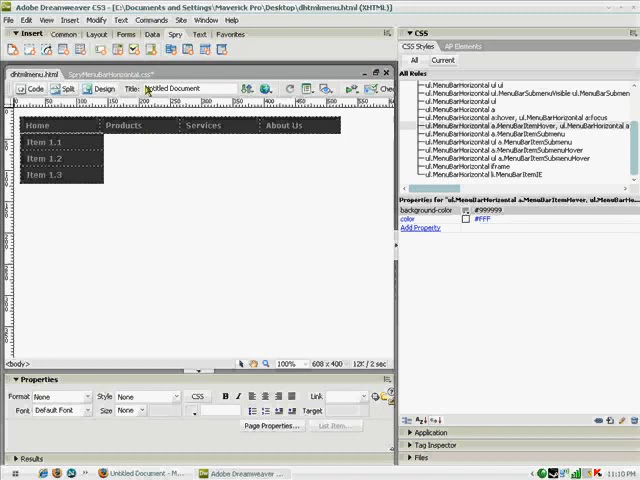 Adobe Dreamweaver CS3 - [C:\Documents and Settings\Maverick Pro\Desktop\dhtmlmenu.html (XHTML)]
File Edit View Insert Modify Text Commands Site Window Help
Insert Common Layout Forms Data Spry Text Favorites
dhtmlmenu.html SpryMenuBarHorizontal.css*
Code Split Design Title: Untitled Document
Home Products Services About Us
Item 1.1
Item 1.2
Item 1.3
<body> 100% 608 x 400 12K / 2 sec
Properties
Format None Style None CSS B I Link
Font Default Font Size None Target
Page Properties... List Item...
Results
CSS
CSS Styles AP Elements
All Current
All Rules
ul.MenuBarHorizontal ul ul
ul.MenuBarHorizontal ul
ul.MenuBarHorizontal a
ul.MenuBarHorizontal a:hover, ul.MenuBarHorizontal a:focus
ul.MenuBarHorizontal a.MenuBarItemHover, ul.MenuBarHorizontal a
ul.MenuBarHorizontal a.MenuBarItemSubmenu
ul.MenuBarHorizontal ul a.MenuBarItemSubmenu
ul.MenuBarHorizontal a.MenuBarItemSubmenuHover
ul.MenuBarHorizontal ul a.MenuBarItemSubmenuHover
ul.MenuBarHorizontal iframe
ul.MenuBarHorizontal li.MenuBarItemIE
Properties for "ul.MenuBarHorizontal a.MenuBarItemHover, ul.MenuBarHo...
background-color #999999
color #FFF
Add Property
Application
Tag Inspector
Files
Untitled Document - M...
Adobe Dreamweaver CS...
11:10 PM